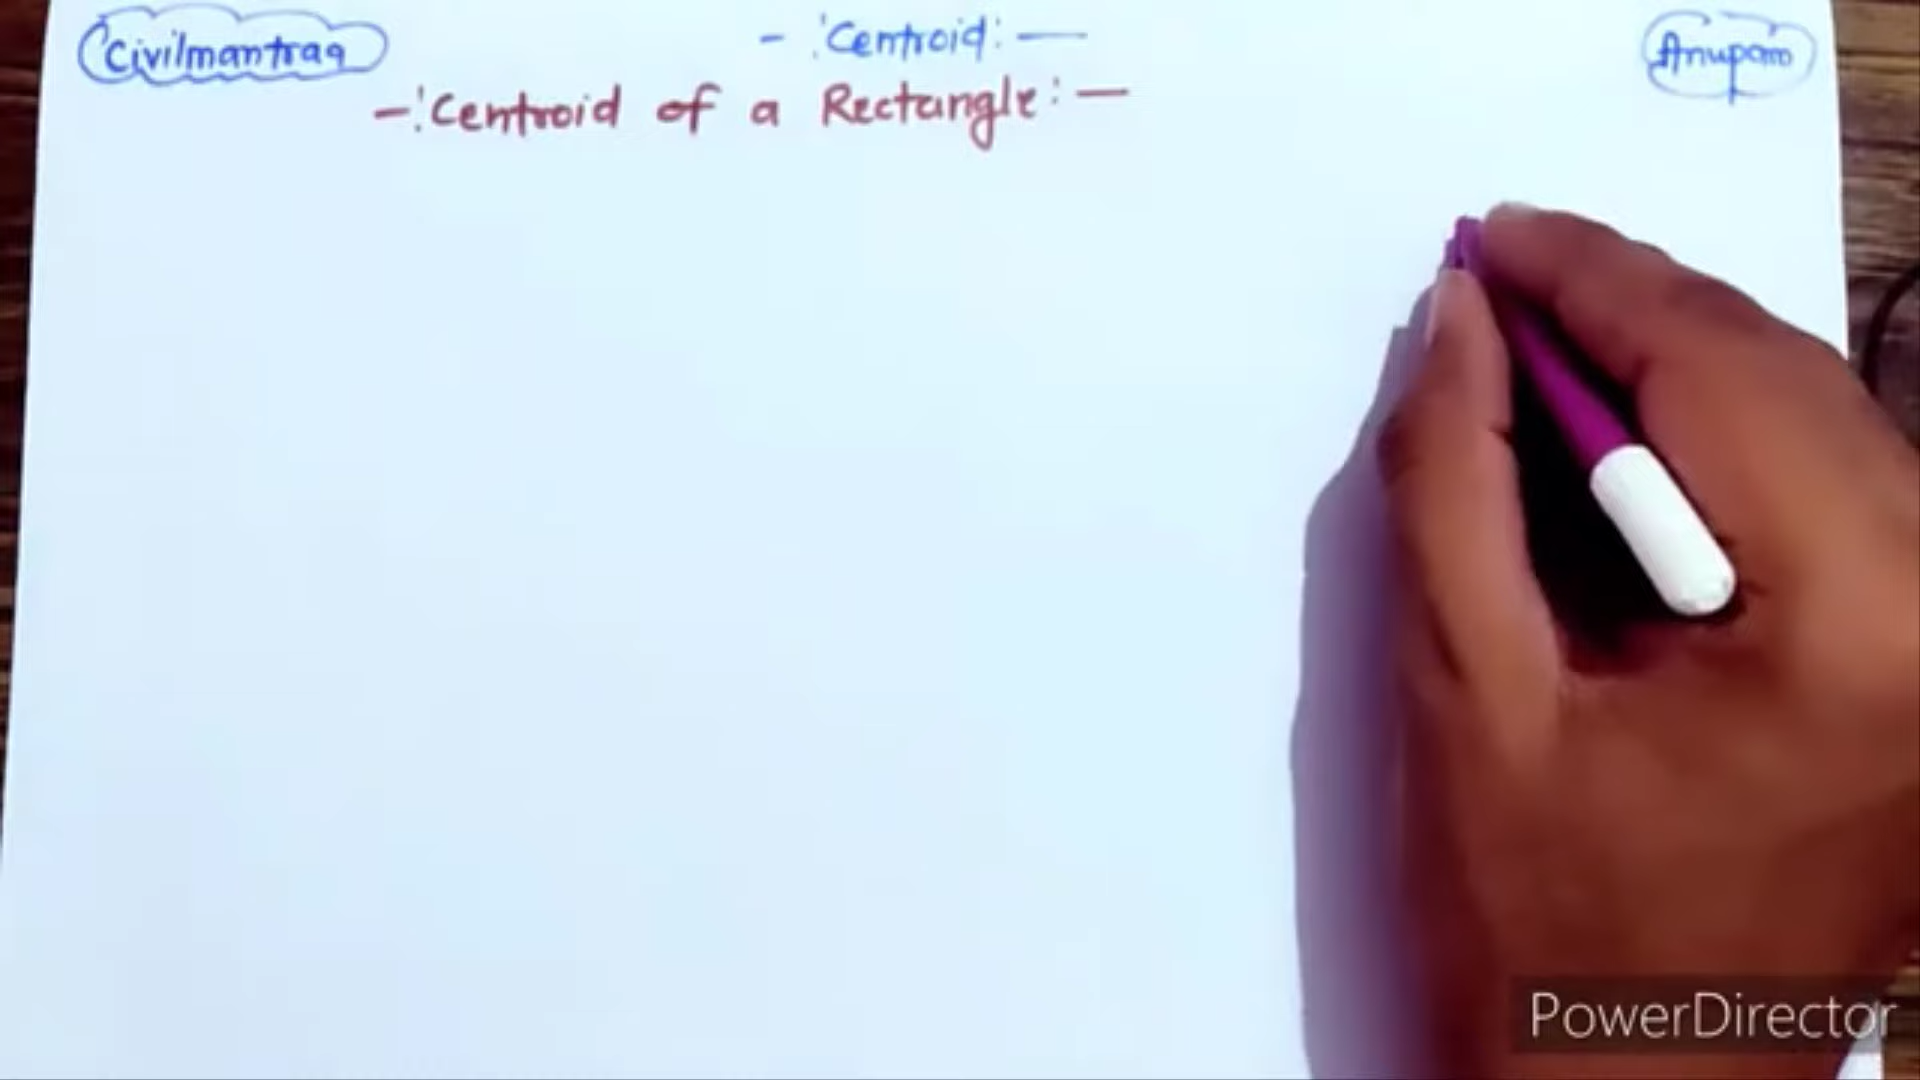 Civilmantraa
- :Centroid: —
Anupam
- :Centroid of a Rectangle: —
PowerDirector